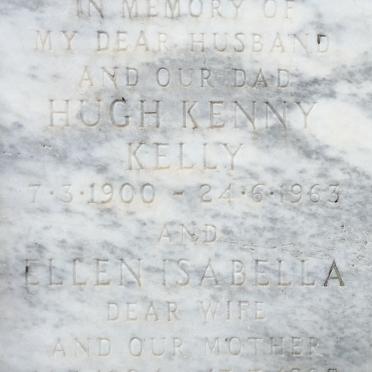 IN MEMORY OF
MY DEAR HUSBAND
AND OUR DAD
HUGH KENNY
KELLY
7·3·1900 - 24·6·1963
AND
ELLEN ISABELLA
DEAR WIFE
AND OUR MOTHER